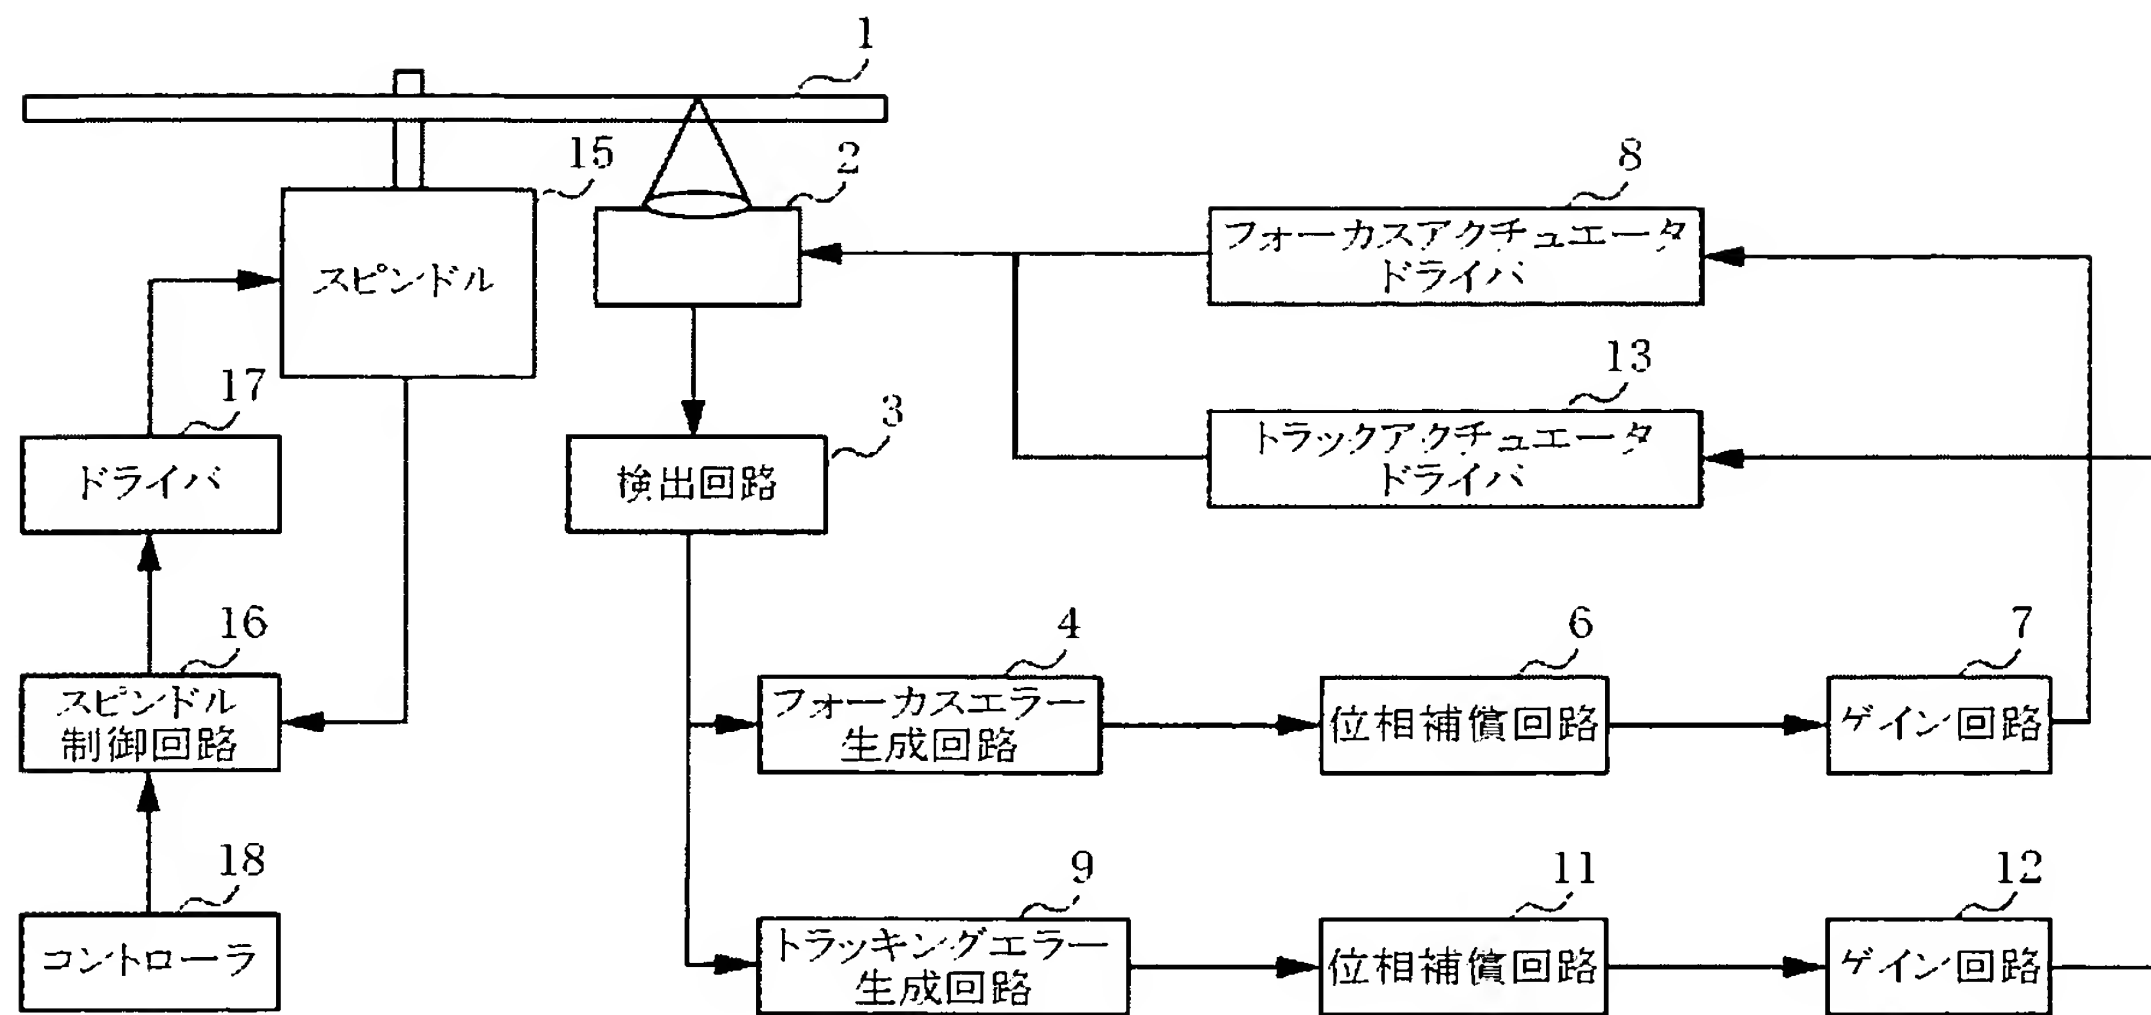 1
15
2
8
フォーカスアクチュエータ
ドライバ
スピンドル
13
トラックアクチュエータ
ドライバ
17
ドライバ
3
検出回路
16
スピンドル
制御回路
4
フォーカスエラー
生成回路
6
位相補償回路
7
ゲイン回路
18
コントローラ
9
トラッキングエラー
生成回路
11
位相補償回路
12
ゲイン回路